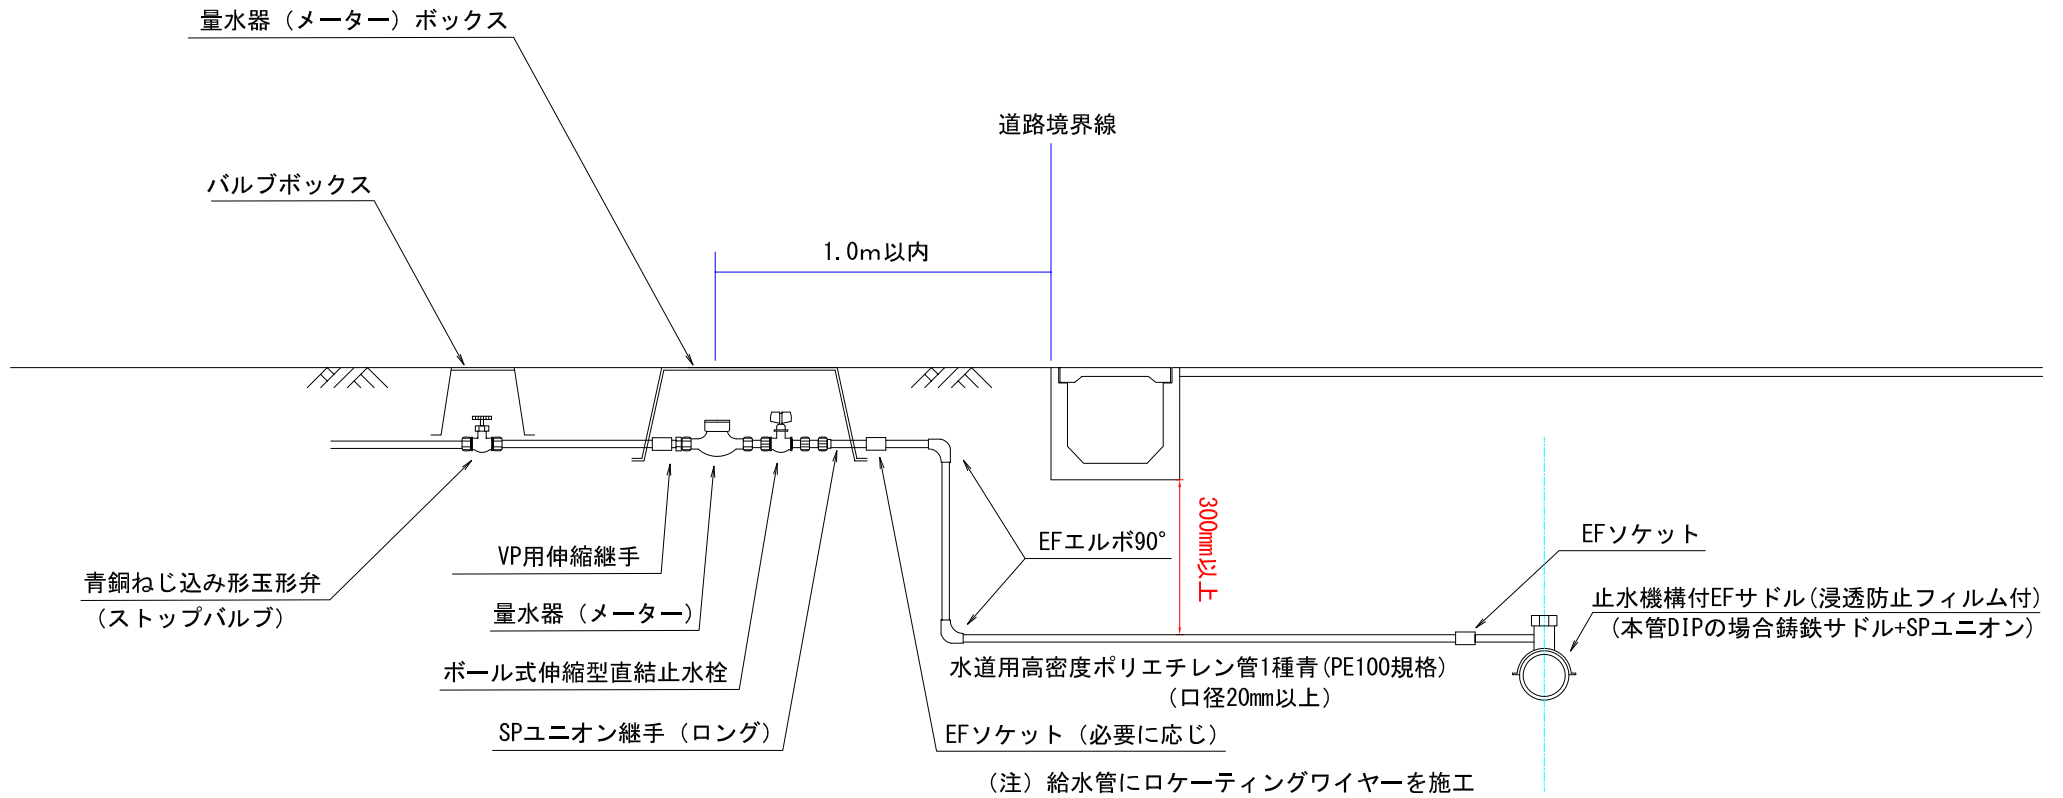 量水器（メーター）ボックス
道路境界線
バルブボックス
1.0m以内
300mm以上
EFソケット
EFエルボ90°
VP用伸縮継手
青銅ねじ込み形玉形弁
（ストップバルブ）
止水機構付EFサドル(浸透防止フィルム付)
(本管DIPの場合鋳鉄サドル+SPユニオン)
量水器（メーター）
水道用高密度ポリエチレン管1種青(PE100規格)
（口径20mm以上）
ボール式伸縮型直結止水栓
SPユニオン継手（ロング）
EFソケット（必要に応じ）
（注）給水管にロケーティングワイヤーを施工